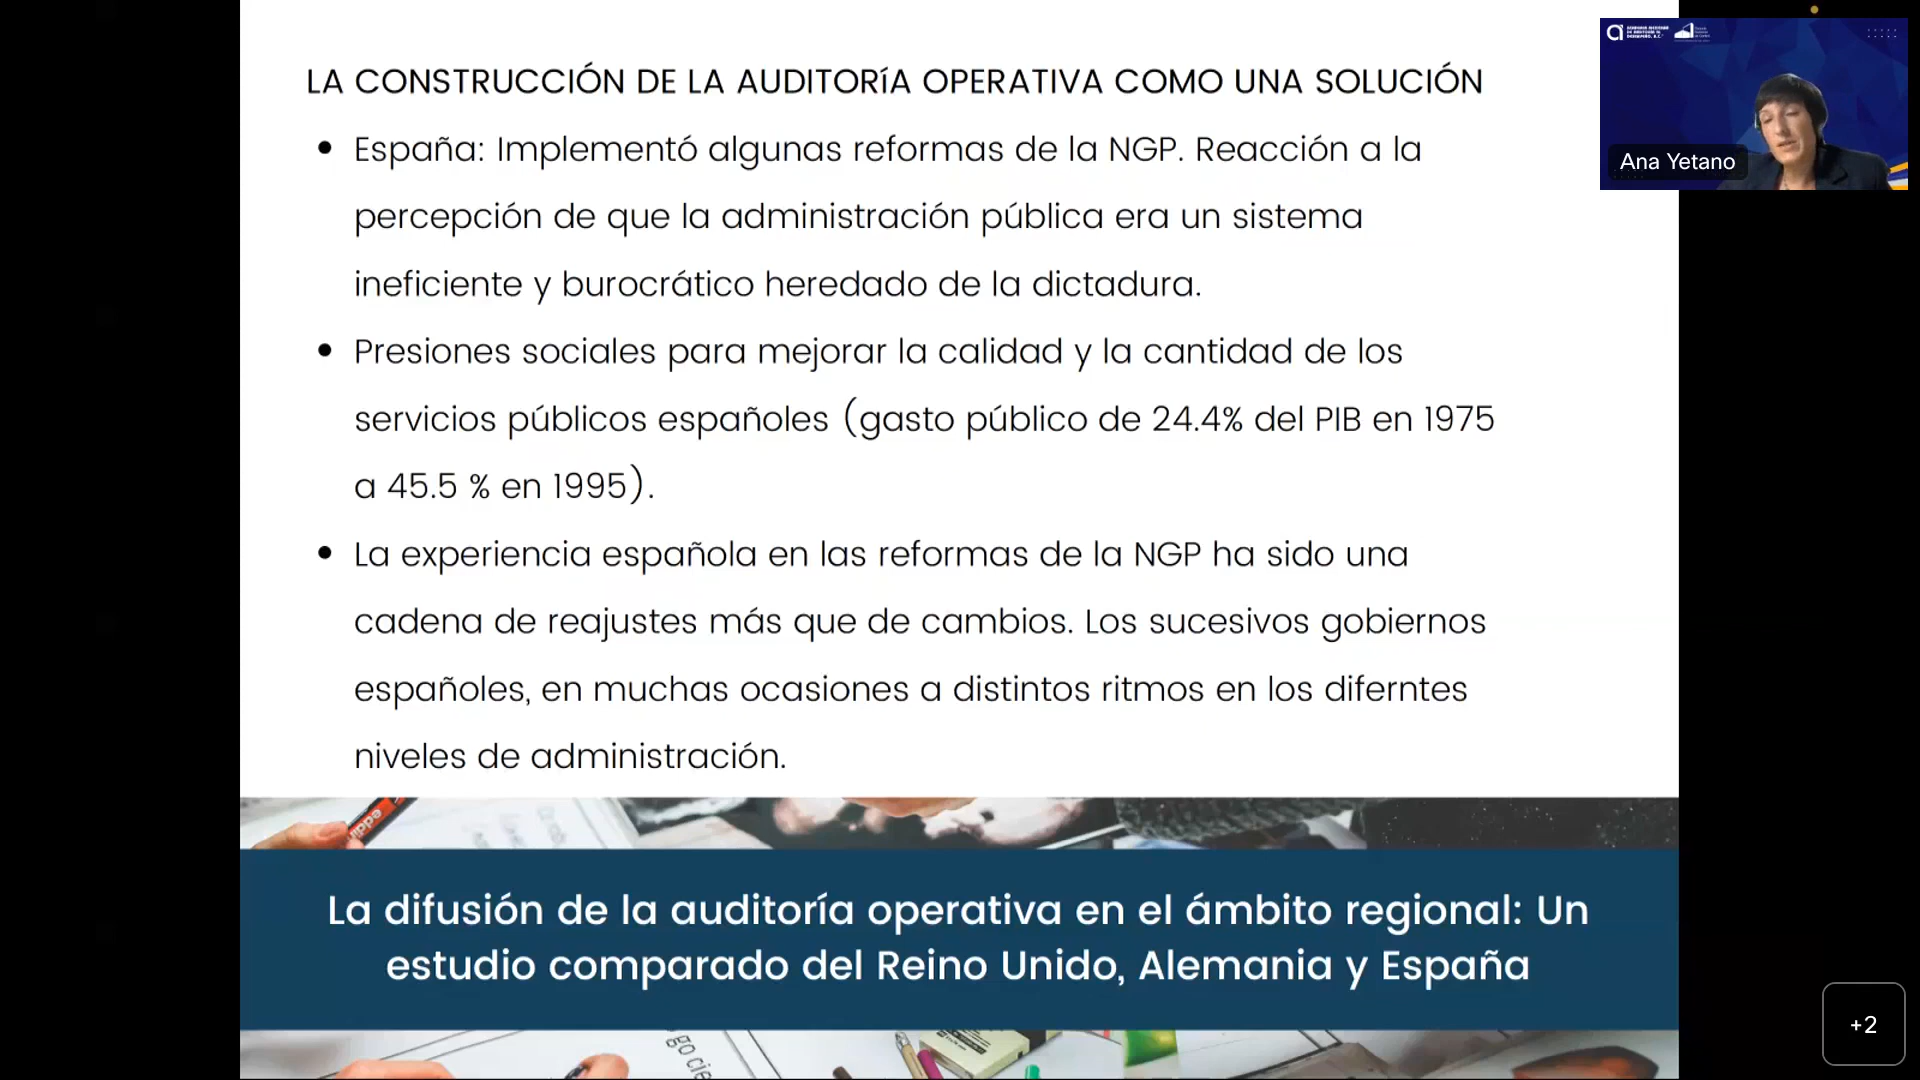 LA CONSTRUCCIÓN DE LA AUDITORíA OPERATIVA COMO UNA SOLUCIÓN
• España: Implementó algunas reformas de la NGP. Reacción a la
percepción de que la administración pública era un sistema
ineficiente y burocrático heredado de la dictadura.
• Presiones sociales para mejorar la calidad y la cantidad de los
servicios públicos españoles (gasto público de 24.4% del PIB en 1975
a 45.5 % en 1995).
• La experiencia española en las reformas de la NGP ha sido una
cadena de reajustes más que de cambios. Los sucesivos gobiernos
españoles, en muchas ocasiones a distintos ritmos en los diferntes
niveles de administración.
La difusión de la auditoría operativa en el ámbito regional: Un
estudio comparado del Reino Unido, Alemania y España
Ana Yetano
+2